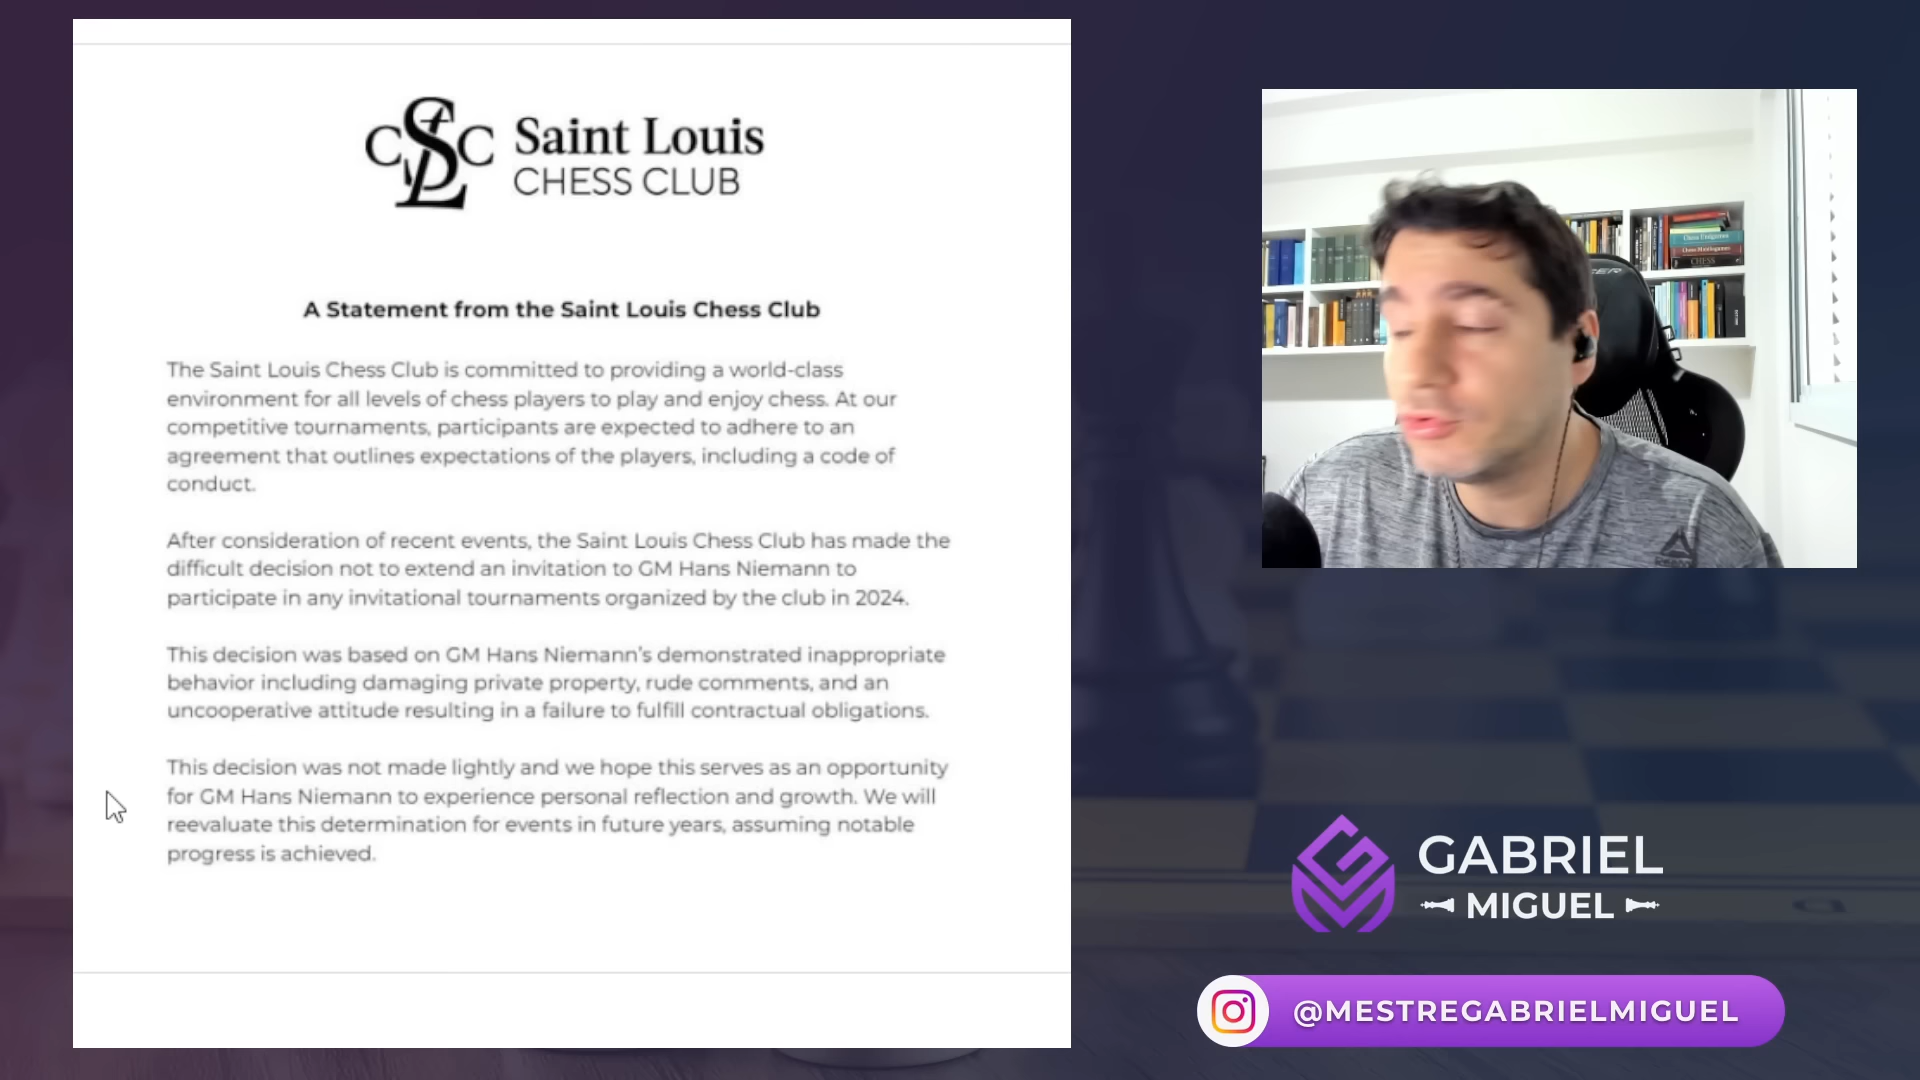 CSLC
Saint Louis
CHESS CLUB
A Statement from the Saint Louis Chess Club
The Saint Louis Chess Club is committed to providing a world-class
environment for all levels of chess players to play and enjoy chess. At our
competitive tournaments, participants are expected to adhere to an
agreement that outlines expectations of the players, including a code of
conduct.
After consideration of recent events, the Saint Louis Chess Club has made the
difficult decision not to extend an invitation to GM Hans Niemann to
participate in any invitational tournaments organized by the club in 2024.
This decision was based on GM Hans Niemann's demonstrated inappropriate
behavior including damaging private property, rude comments, and an
uncooperative attitude resulting in a failure to fulfill contractual obligations.
This decision was not made lightly and we hope this serves as an opportunity
for GM Hans Niemann to experience personal reflection and growth. We will
reevaluate this determination for events in future years, assuming notable
progress is achieved.
Chess Endgames
Chess Middlegames
CHESS
GABRIEL
MIGUEL
@MESTREGABRIELMIGUEL